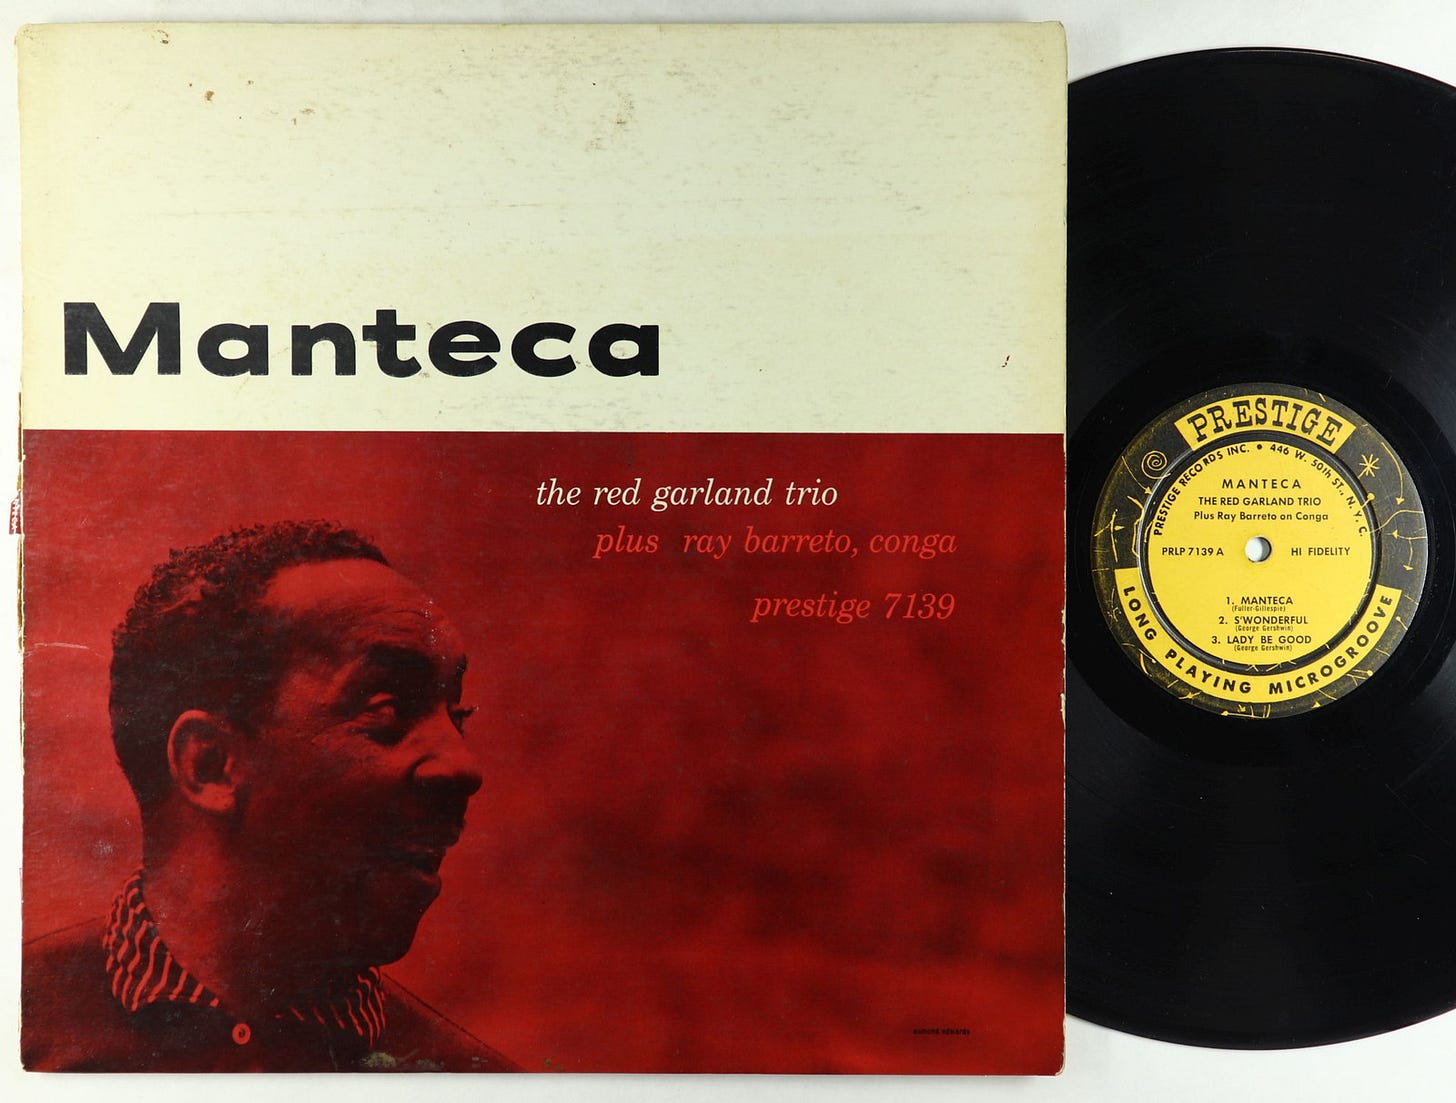 Manteca
the red garland trio
plus ray barreto, conga
prestige 7139
esmond edwards
PRESTIGE
PRESTIGE RECORDS INC. • 446 W. 50th ST., N.Y.C.
MANTECA
THE RED GARLAND TRIO
Plus Ray Barreto on Conga
PRLP 7139 A HI FIDELITY
1. MANTECA
(Fuller-Gillespie)
2. S'WONDERFUL
(George Gershwin)
3. LADY BE GOOD
(George Gershwin)
LONG PLAYING MICROGROOVE